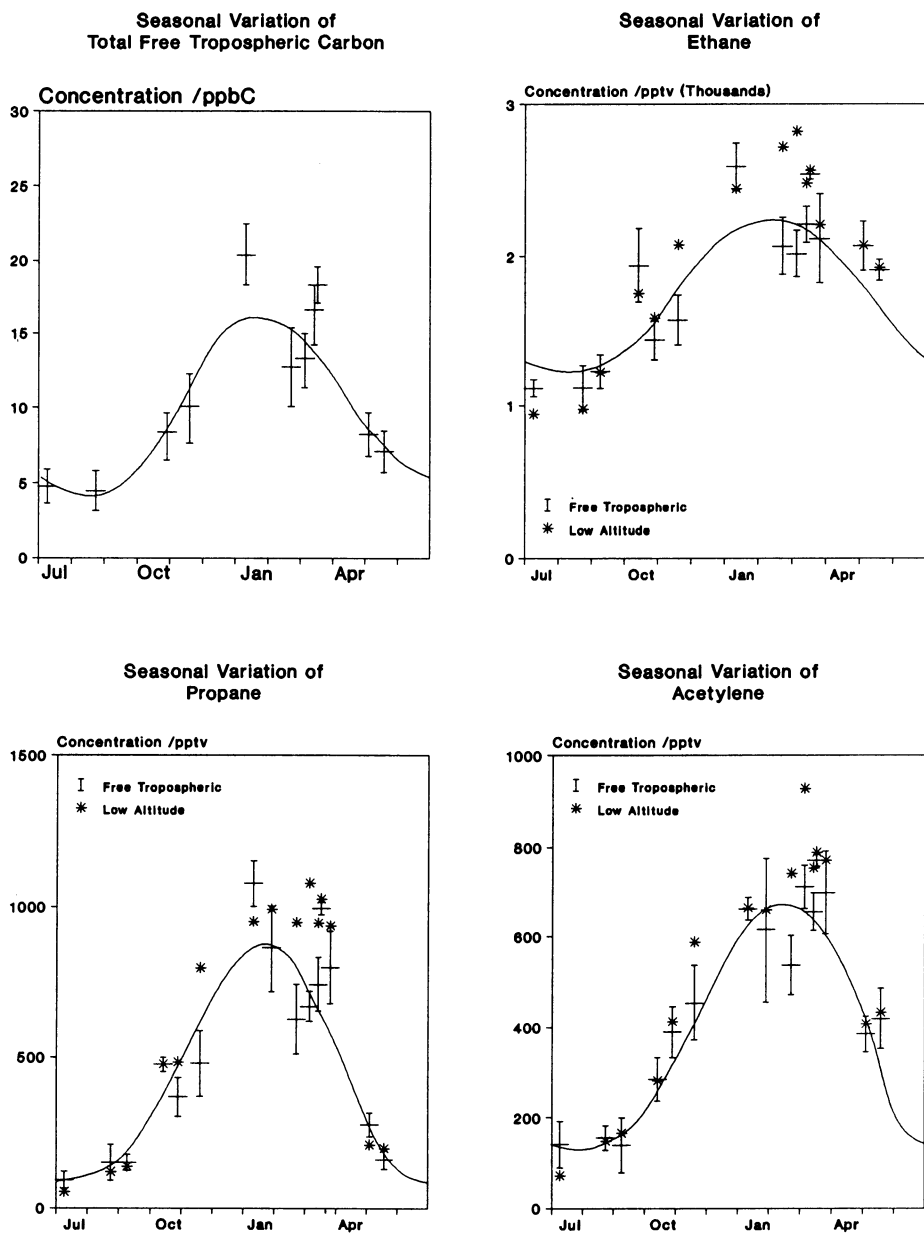 Seasonal Variation of
Total Free Tropospheric Carbon
Concentration /ppbC
30
25
20
15
10
5
0
Jul Oct Jan Apr
Seasonal Variation of
Ethane
Concentration /pptv (Thousands)
3
2
1
0
Free Tropospheric
Low Altitude
Jul Oct Jan Apr
Seasonal Variation of
Propane
Concentration /pptv
1500
1000
500
0
Free Tropospheric
Low Altitude
Jul Oct Jan Apr
Seasonal Variation of
Acetylene
Concentration /pptv
1000
800
600
400
200
0
Free Tropospheric
Low Altitude
Jul Oct Jan Apr